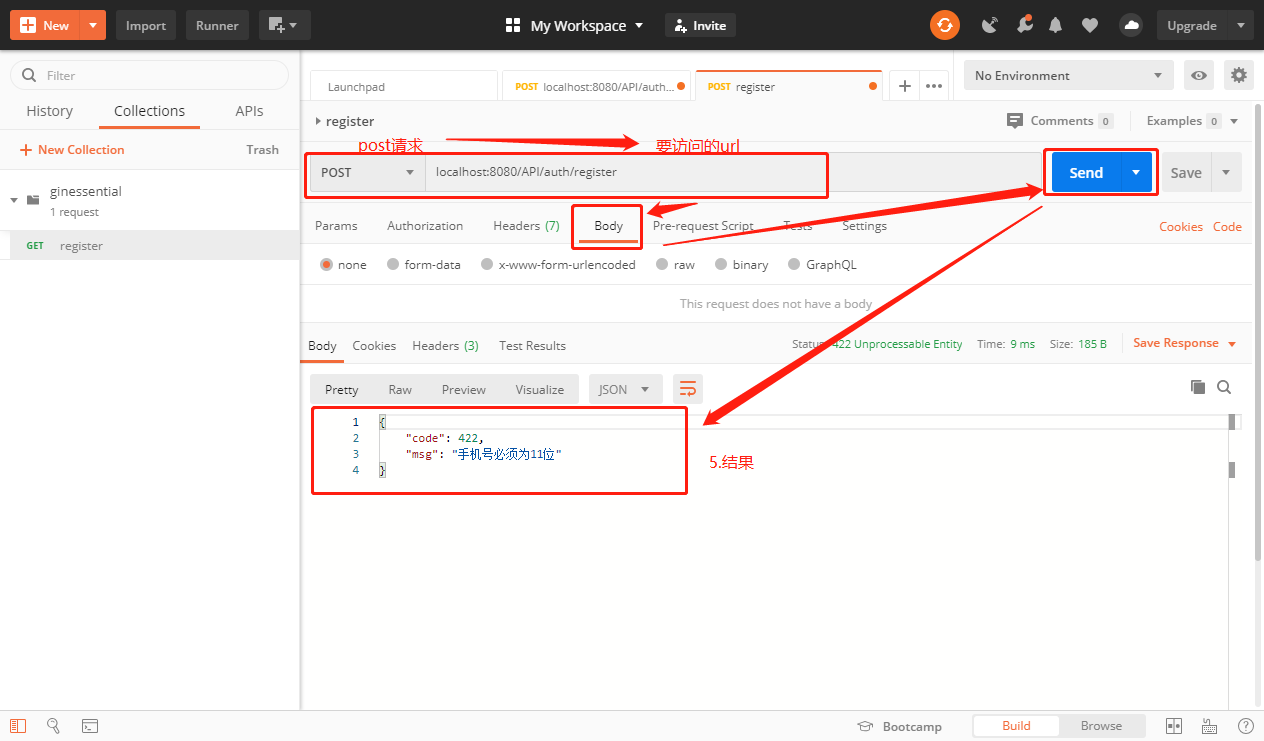 New
Import
Runner
My Workspace
Invite
Upgrade
Filter
History
Collections
APIs
New Collection
Trash
ginessential
1 request
GET register
Launchpad
POST localhost:8080/API/auth...
POST register
No Environment
register
Comments 0
Examples 0
post请求
要访问的url
POST
localhost:8080/API/auth/register
Send
Save
Params
Authorization
Headers (7)
Body
Pre-request Script
Tests
Settings
Cookies
Code
none
form-data
x-www-form-urlencoded
raw
binary
GraphQL
This request does not have a body
Body
Cookies
Headers (3)
Test Results
Status: 422 Unprocessable Entity
Time: 9 ms
Size: 185 B
Save Response
Pretty
Raw
Preview
Visualize
JSON
1 {
2 "code": 422,
3 "msg": "手机号必须为11位"
4 }
5.结果
Bootcamp
Build
Browse